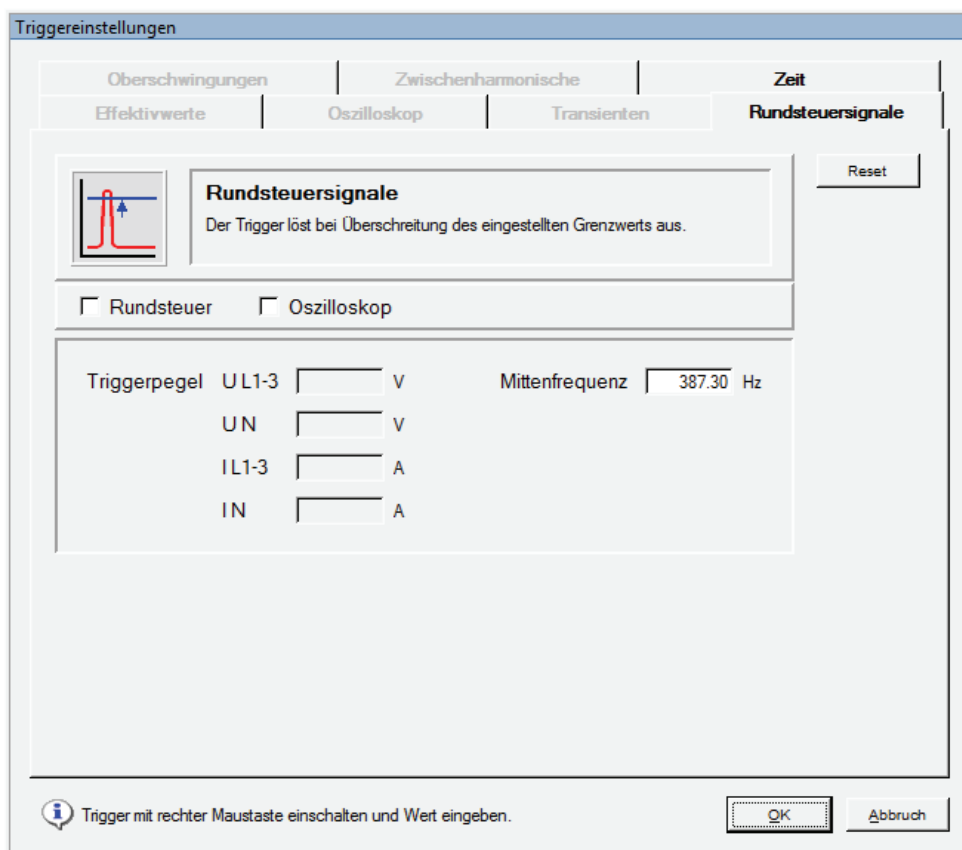 Triggereinstellungen
Oberschwingungen Zwischenharmonische Zeit
Effektivwerte Oszilloskop Transienten Rundsteuersignale
Rundsteuersignale
Der Trigger löst bei Überschreitung des eingestellten Grenzwerts aus.
Reset
Rundsteuer Oszilloskop
Triggerpegel U L1-3 V Mittenfrequenz 387.30 Hz
U N V
I L1-3 A
I N A
Trigger mit rechter Maustaste einschalten und Wert eingeben. OK Abbruch